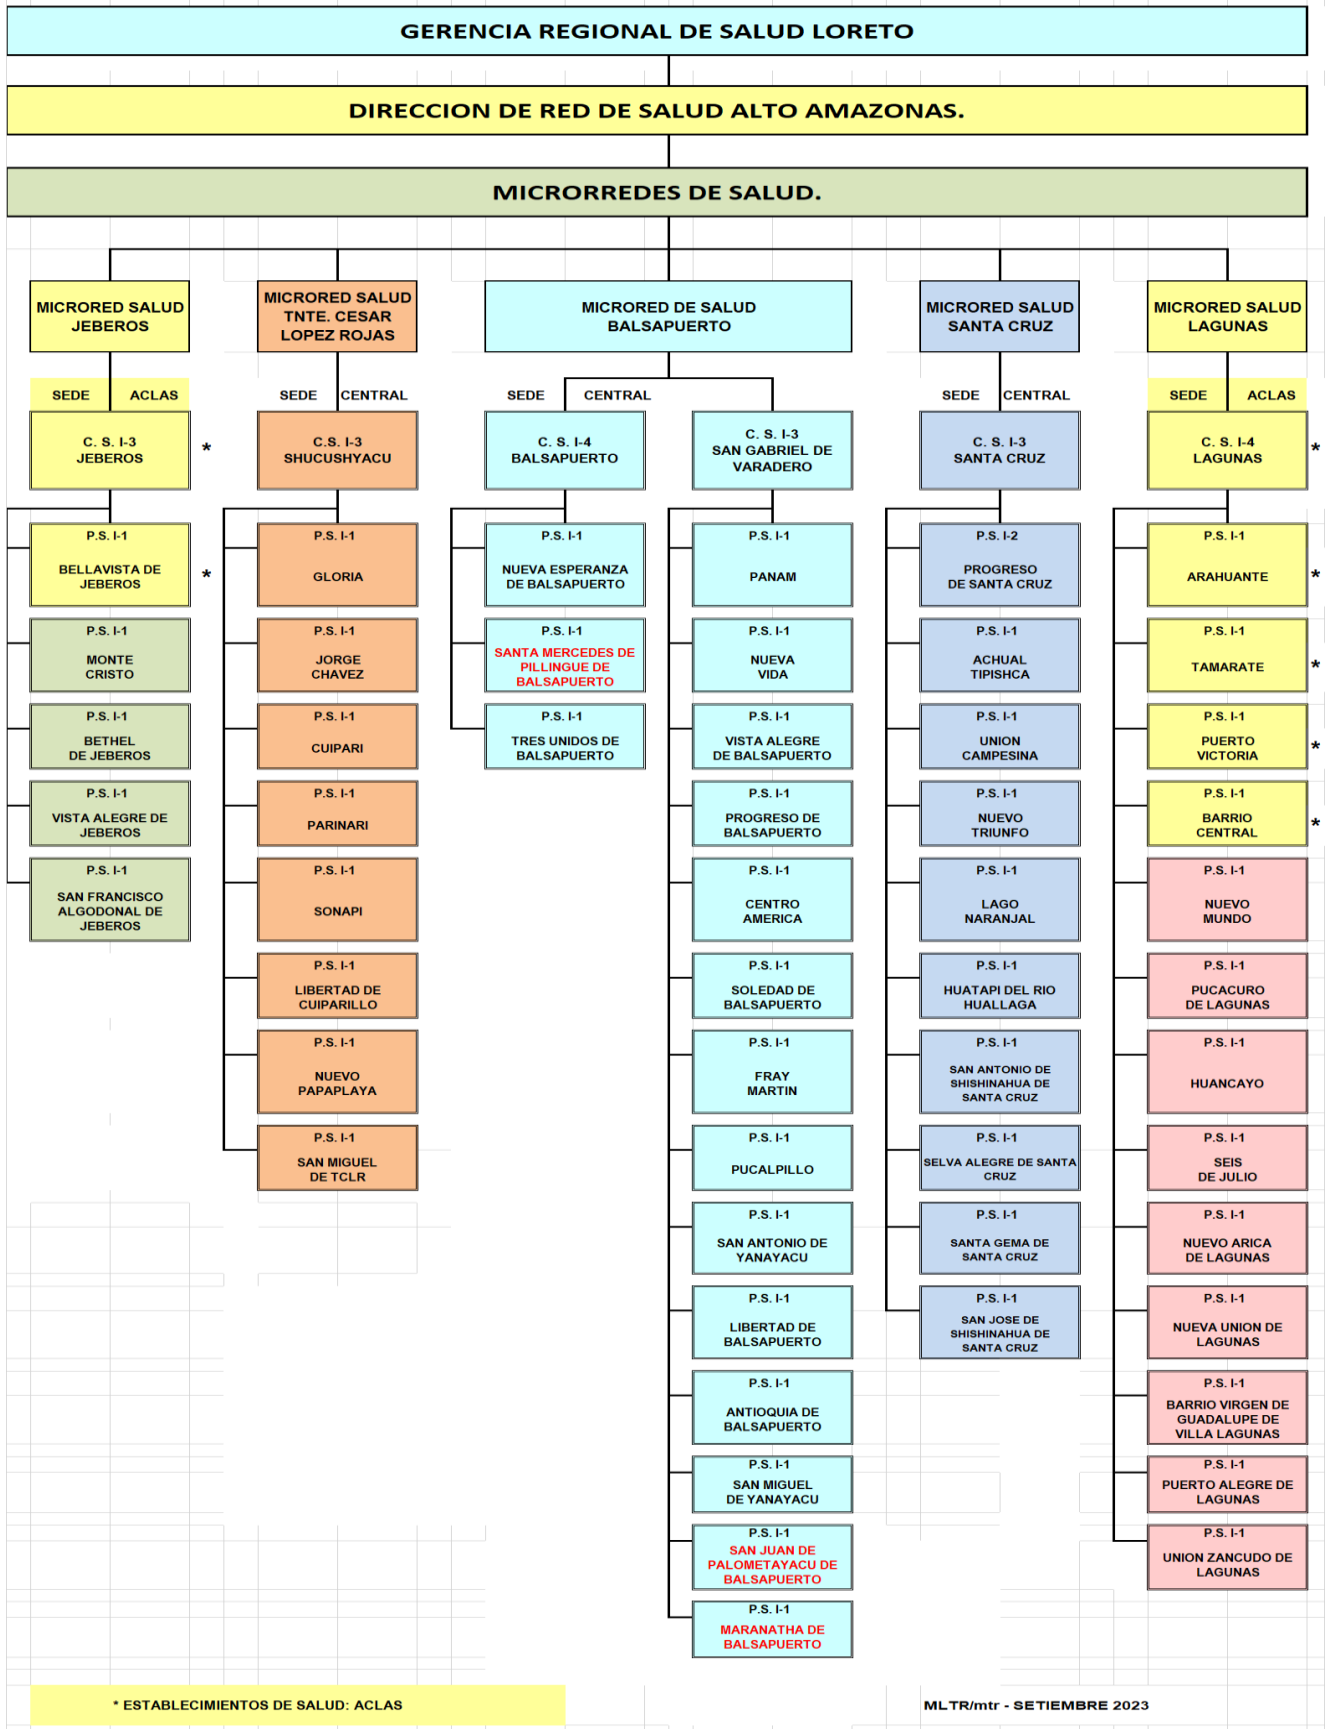 GERENCIA REGIONAL DE SALUD LORETO
DIRECCION DE RED DE SALUD ALTO AMAZONAS.
MICRORREDES DE SALUD.
MICRORED SALUD
JEBEROS
SEDE ACLAS
C. S. I-3
JEBEROS
*
P.S. I-1
BELLAVISTA DE
JEBEROS
*
P.S. I-1
MONTE
CRISTO
P.S. I-1
BETHEL
DE JEBEROS
P.S. I-1
VISTA ALEGRE DE
JEBEROS
P.S. I-1
SAN FRANCISCO
ALGODONAL DE
JEBEROS
MICRORED SALUD
TNTE. CESAR
LOPEZ ROJAS
SEDE CENTRAL
C.S. I-3
SHUCUSHYACU
P.S. I-1
GLORIA
P.S. I-1
JORGE
CHAVEZ
P.S. I-1
CUIPARI
P.S. I-1
PARINARI
P.S. I-1
SONAPI
P.S. I-1
LIBERTAD DE
CUIPARILLO
P.S. I-1
NUEVO
PAPAPLAYA
P.S. I-1
SAN MIGUEL
DE TCLR
MICRORED DE SALUD
BALSAPUERTO
SEDE CENTRAL
C. S. I-4
BALSAPUERTO
P.S. I-1
NUEVA ESPERANZA
DE BALSAPUERTO
P.S. I-1
SANTA MERCEDES DE
PILLINGUE DE
BALSAPUERTO
P.S. I-1
TRES UNIDOS DE
BALSAPUERTO
C. S. I-3
SAN GABRIEL DE
VARADERO
P.S. I-1
PANAM
P.S. I-1
NUEVA
VIDA
P.S. I-1
VISTA ALEGRE
DE BALSAPUERTO
P.S. I-1
PROGRESO DE
BALSAPUERTO
P.S. I-1
CENTRO
AMERICA
P.S. I-1
SOLEDAD DE
BALSAPUERTO
P.S. I-1
FRAY
MARTIN
P.S. I-1
PUCALPILLO
P.S. I-1
SAN ANTONIO DE
YANAYACU
P.S. I-1
LIBERTAD DE
BALSAPUERTO
P.S. I-1
ANTIOQUIA DE
BALSAPUERTO
P.S. I-1
SAN MIGUEL
DE YANAYACU
P.S. I-1
SAN JUAN DE
PALOMETAYACU DE
BALSAPUERTO
P.S. I-1
MARANATHA DE
BALSAPUERTO
MICRORED SALUD
SANTA CRUZ
SEDE CENTRAL
C. S. I-3
SANTA CRUZ
P.S. I-2
PROGRESO
DE SANTA CRUZ
P.S. I-1
ACHUAL
TIPISHCA
P.S. I-1
UNION
CAMPESINA
P.S. I-1
NUEVO
TRIUNFO
P.S. I-1
LAGO
NARANJAL
P.S. I-1
HUATAPI DEL RIO
HUALLAGA
P.S. I-1
SAN ANTONIO DE
SHISHINAHUA DE
SANTA CRUZ
P.S. I-1
SELVA ALEGRE DE SANTA
CRUZ
P.S. I-1
SANTA GEMA DE
SANTA CRUZ
P.S. I-1
SAN JOSE DE
SHISHINAHUA DE
SANTA CRUZ
MICRORED SALUD
LAGUNAS
SEDE ACLAS
C. S. I-4
LAGUNAS
*
P.S. I-1
ARAHUANTE
*
P.S. I-1
TAMARATE
*
P.S. I-1
PUERTO
VICTORIA
*
P.S. I-1
BARRIO
CENTRAL
*
P.S. I-1
NUEVO
MUNDO
P.S. I-1
PUCACURO
DE LAGUNAS
P.S. I-1
HUANCAYO
P.S. I-1
SEIS
DE JULIO
P.S. I-1
NUEVO ARICA
DE LAGUNAS
P.S. I-1
NUEVA UNION DE
LAGUNAS
P.S. I-1
BARRIO VIRGEN DE
GUADALUPE DE
VILLA LAGUNAS
P.S. I-1
PUERTO ALEGRE DE
LAGUNAS
P.S. I-1
UNION ZANCUDO DE
LAGUNAS
* ESTABLECIMIENTOS DE SALUD: ACLAS
MLTR/mtr - SETIEMBRE 2023